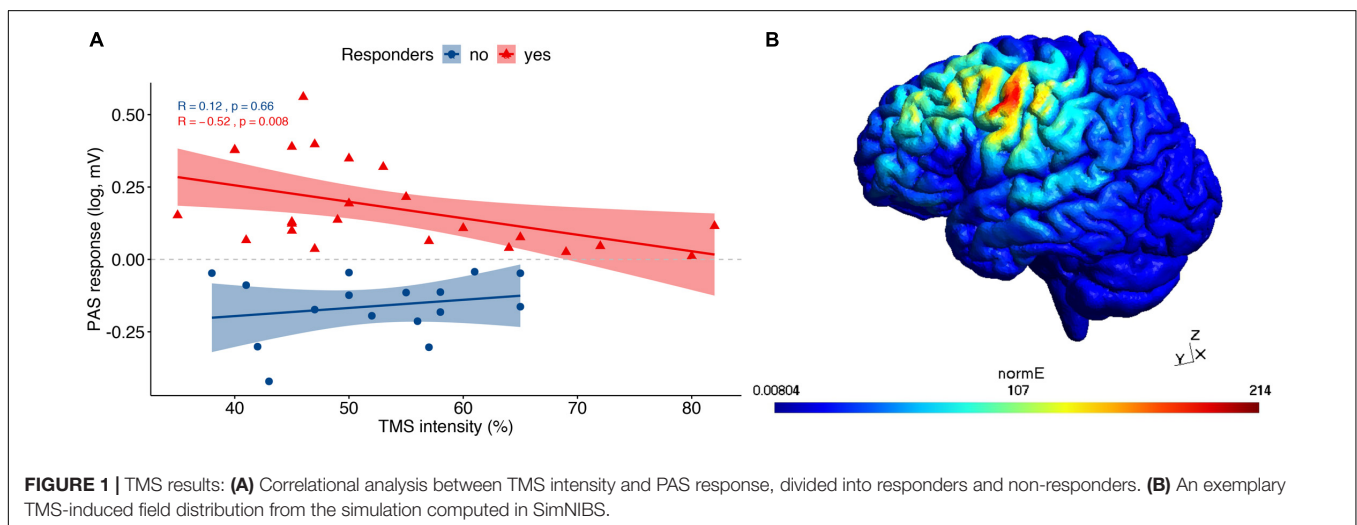 A
Responders no yes
R = 0.12 , p = 0.66
R = −0.52 , p = 0.008
0.50
0.25
0.00
-0.25
PAS response (log, mV)
40 50 60 70 80
TMS intensity (%)
B
Z
Y X
normE
0.00804 107 214
FIGURE 1 | TMS results: (A) Correlational analysis between TMS intensity and PAS response, divided into responders and non-responders. (B) An exemplary
TMS-induced field distribution from the simulation computed in SimNIBS.